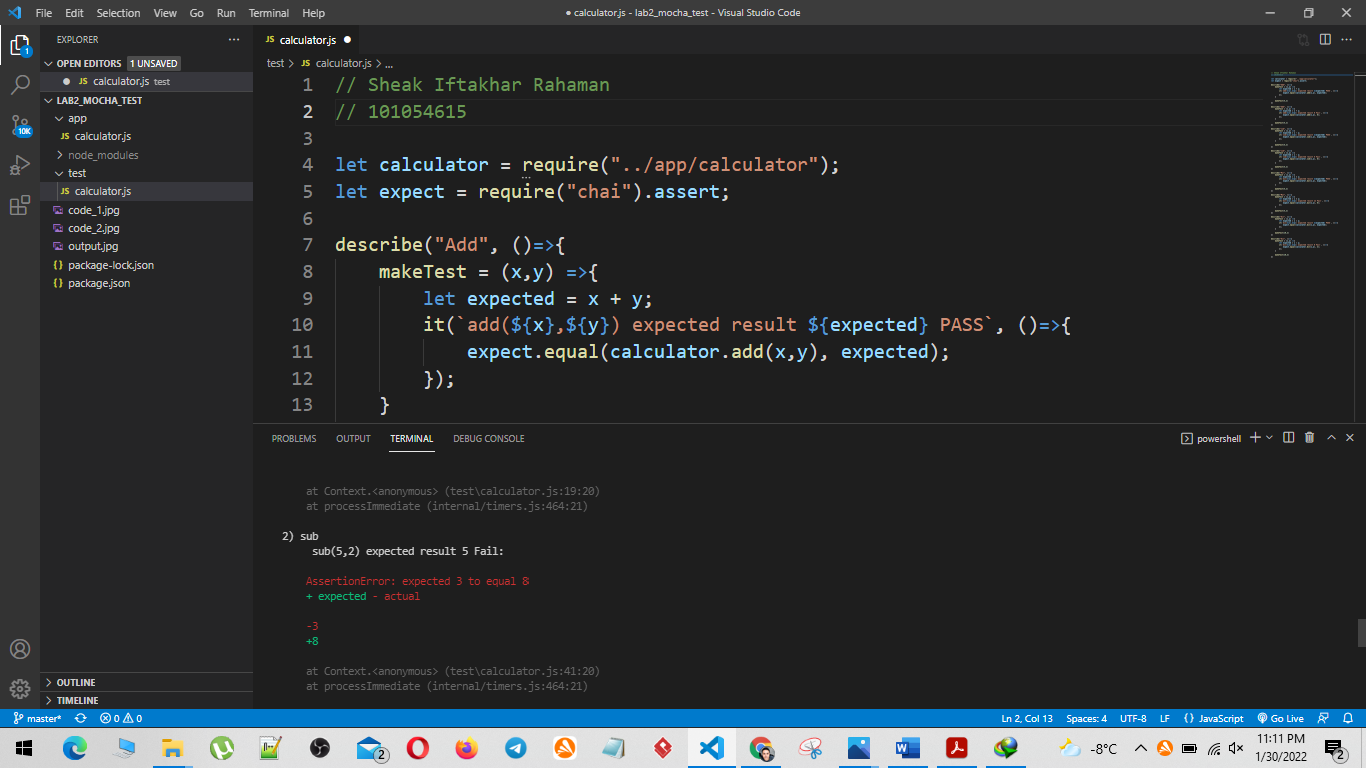 File Edit Selection View Go Run Terminal Help
● calculator.js - lab2_mocha_test - Visual Studio Code
EXPLORER
OPEN EDITORS 1 UNSAVED
● JS calculator.js test
LAB2_MOCHA_TEST
app
JS calculator.js
node_modules
test
JS calculator.js
code_1.jpg
code_2.jpg
output.jpg
{} package-lock.json
{} package.json
OUTLINE
TIMELINE
1
10K
JS calculator.js ●
test > JS calculator.js > ...
1 // Sheak Iftakhar Rahaman
2 // 101054615
3
4 let calculator = require("../app/calculator");
5 let expect = require("chai").assert;
6
7 describe("Add", ()=>{
8 makeTest = (x,y) =>{
9 let expected = x + y;
10 it(`add(${x},${y}) expected result ${expected} PASS`, ()=>{
11 expect.equal(calculator.add(x,y), expected);
12 });
13 }
PROBLEMS OUTPUT TERMINAL DEBUG CONSOLE
powershell
at Context.<anonymous> (test\calculator.js:19:20)
at processImmediate (internal/timers.js:464:21)
2) sub
sub(5,2) expected result 5 Fail:
AssertionError: expected 3 to equal 8
+ expected - actual
-3
+8
at Context.<anonymous> (test\calculator.js:41:20)
at processImmediate (internal/timers.js:464:21)
master* 0 0
Ln 2, Col 13 Spaces: 4 UTF-8 LF {} JavaScript Go Live
2
-8°C
11:11 PM
1/30/2022
2